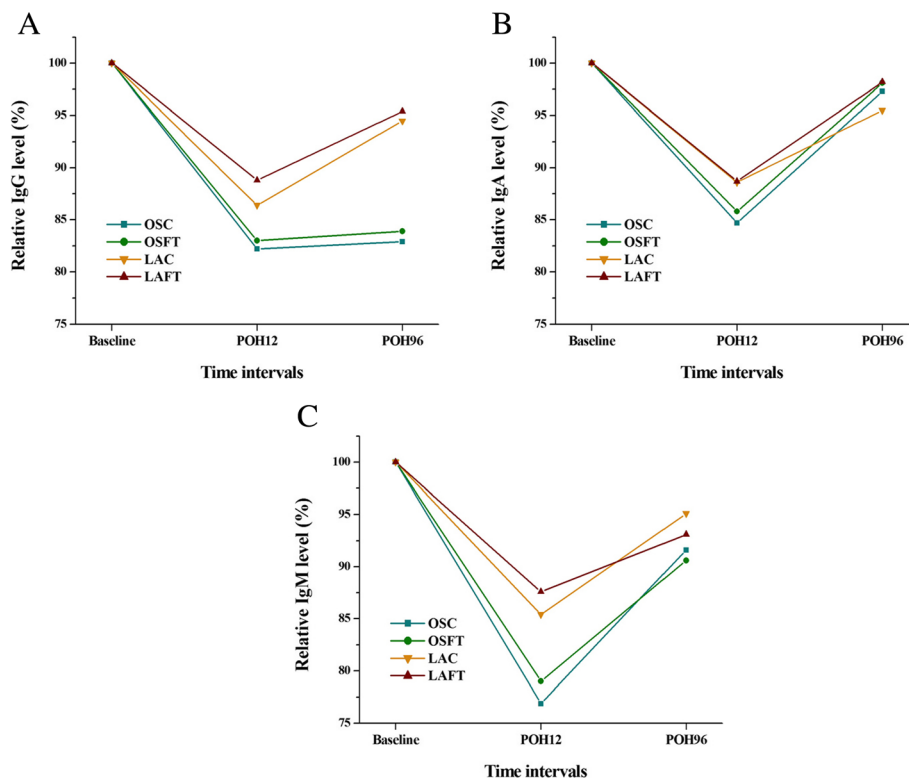 A
Relative IgG level (%)
100
95
90
85
80
75
OSC
OSFT
LAC
LAFT
Baseline
POH12
POH96
Time intervals
B
Relative IgA level (%)
100
95
90
85
80
75
OSC
OSFT
LAC
LAFT
Baseline
POH12
POH96
Time intervals
C
Relative IgM level (%)
100
95
90
85
80
75
OSC
OSFT
LAC
LAFT
Baseline
POH12
POH96
Time intervals